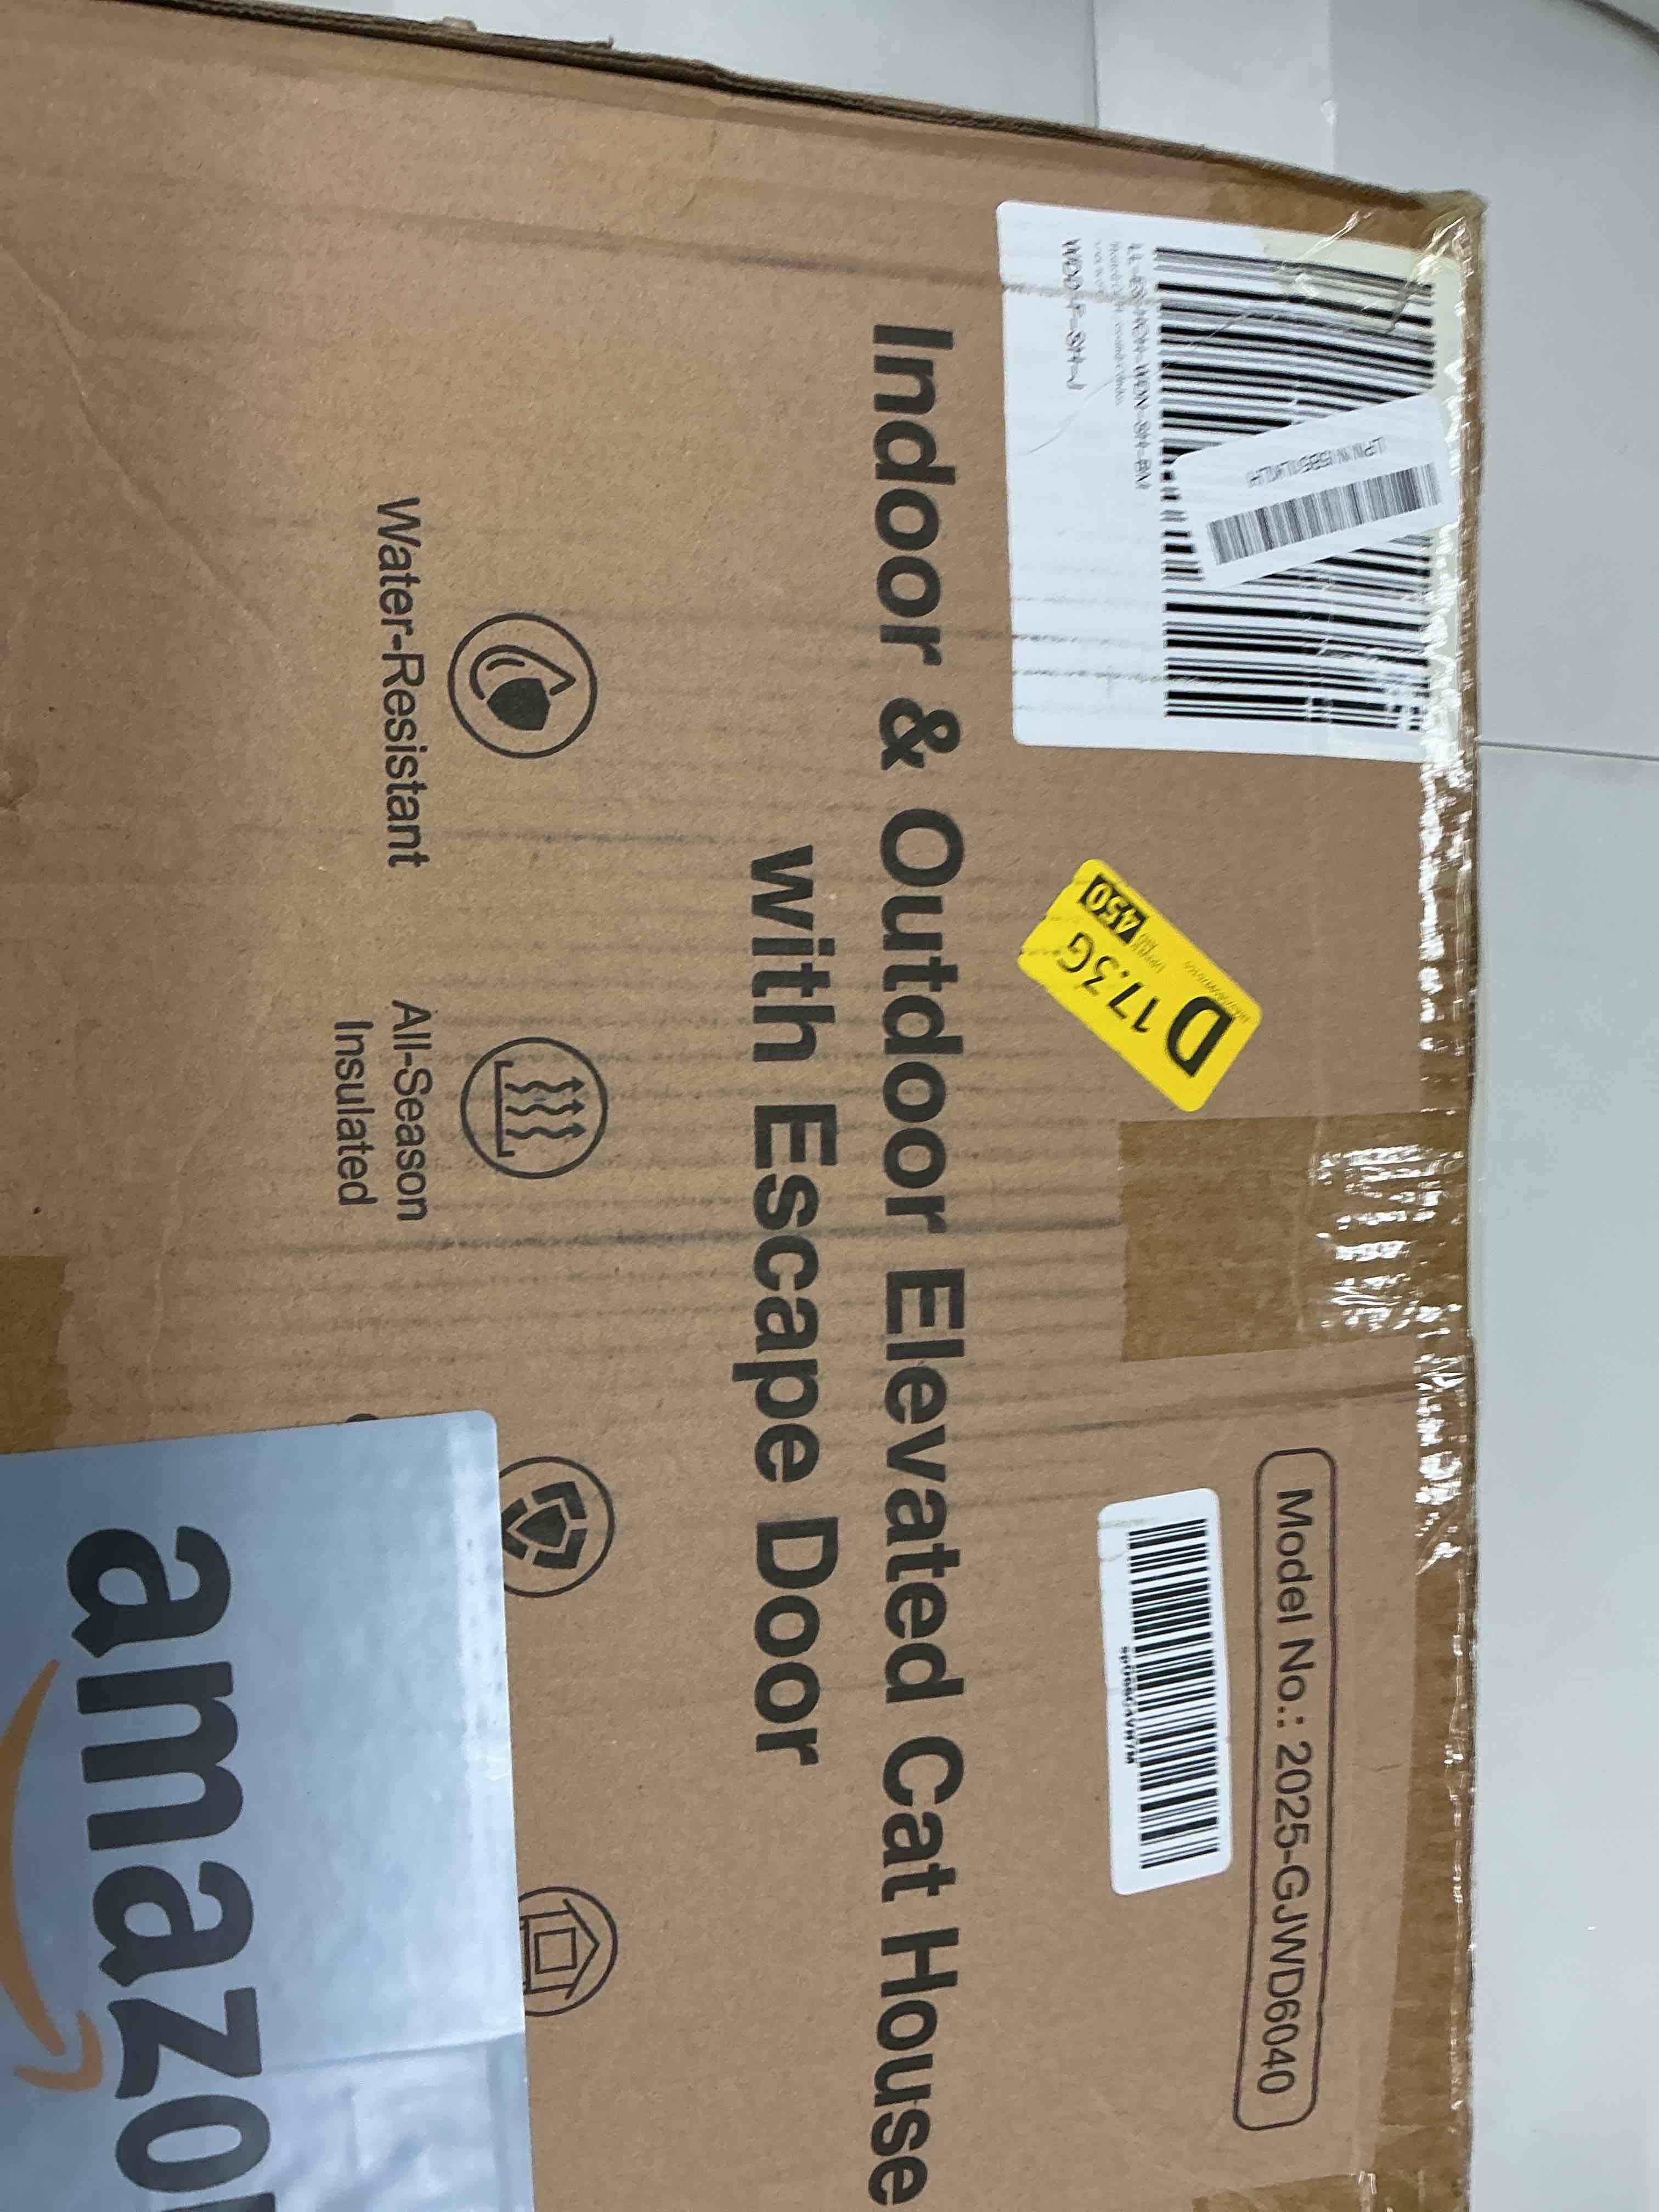 Model No.: 2025-GJWD6040
D
17.3G
450
Indoor & Outdoor Elevated Cat House
with Escape Door
Water-Resistant
All-Season
Insulated
amazo